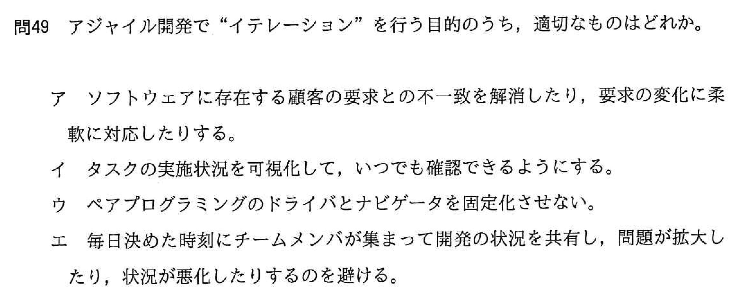 問49 アジャイル開発で“イテレーション”を行う目的のうち，適切なものはどれか。
ア ソフトウェアに存在する顧客の要求との不一致を解消したり，要求の変化に柔
軟に対応したりする。
イ タスクの実施状況を可視化して，いつでも確認できるようにする。
ウ ペアプログラミングのドライバとナビゲータを固定化させない。
エ 毎日決めた時刻にチームメンバが集まって開発の状況を共有し，問題が拡大し
たり，状況が悪化したりするのを避ける。